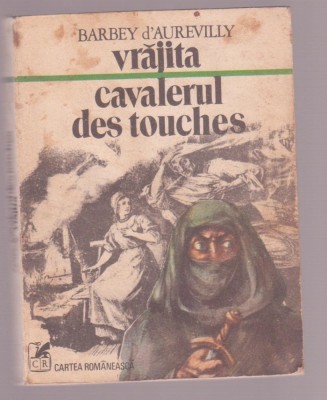 BARBEY d'AUREVILLY
vrăjita
cavalerul
des touches
CR
CARTEA ROMÂNEASCĂ